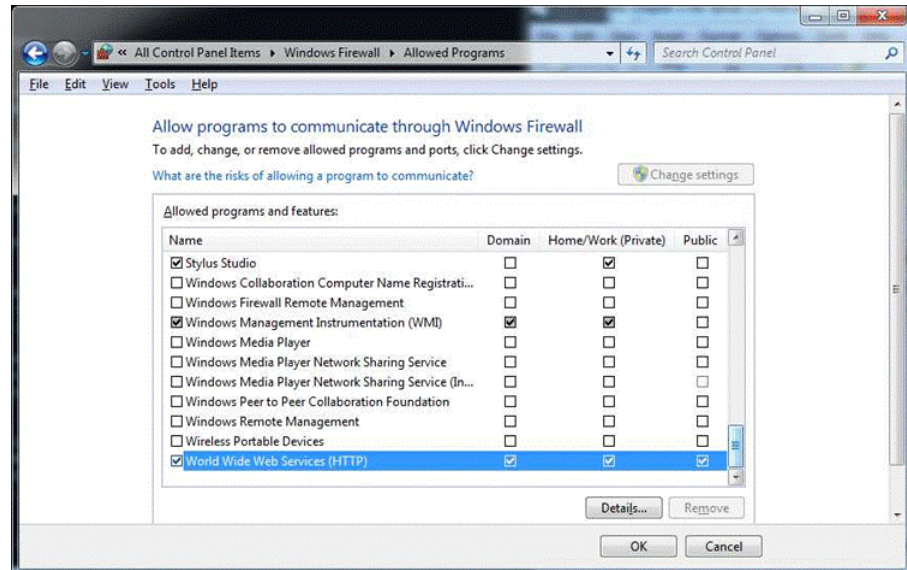 « All Control Panel Items ▸ Windows Firewall ▸ Allowed Programs Search Control Panel
File Edit View Tools Help
Allow programs to communicate through Windows Firewall
To add, change, or remove allowed programs and ports, click Change settings.
What are the risks of allowing a program to communicate? Change settings
Allowed programs and features:
Name Domain Home/Work (Private) Public
Stylus Studio
Windows Collaboration Computer Name Registrati...
Windows Firewall Remote Management
Windows Management Instrumentation (WMI)
Windows Media Player
Windows Media Player Network Sharing Service
Windows Media Player Network Sharing Service (In...
Windows Peer to Peer Collaboration Foundation
Windows Remote Management
Wireless Portable Devices
World Wide Web Services (HTTP)
Details... Remove
OK Cancel